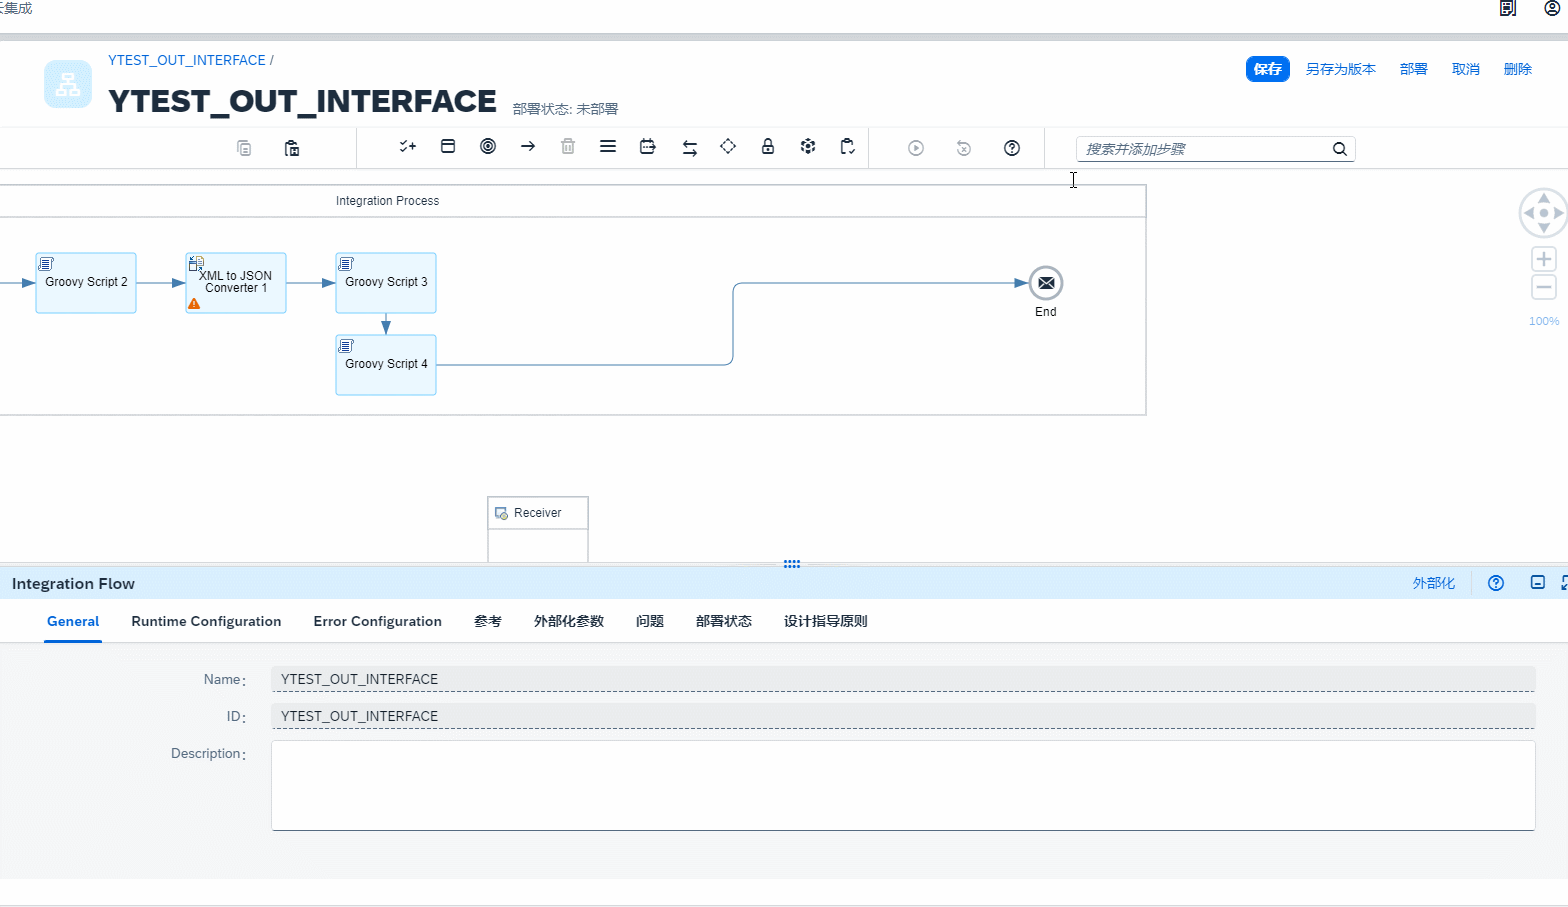 集成
YTEST_OUT_INTERFACE /
YTEST_OUT_INTERFACE
部署状态: 未部署
保存
另存为版本
部署
取消
删除
搜索并添加步骤
Integration Process
Groovy Script 2
XML to JSON
Converter 1
Groovy Script 3
Groovy Script 4
End
100%
Receiver
Integration Flow
外部化
General
Runtime Configuration
Error Configuration
参考
外部化参数
问题
部署状态
设计指导原则
Name:
YTEST_OUT_INTERFACE
ID:
YTEST_OUT_INTERFACE
Description: